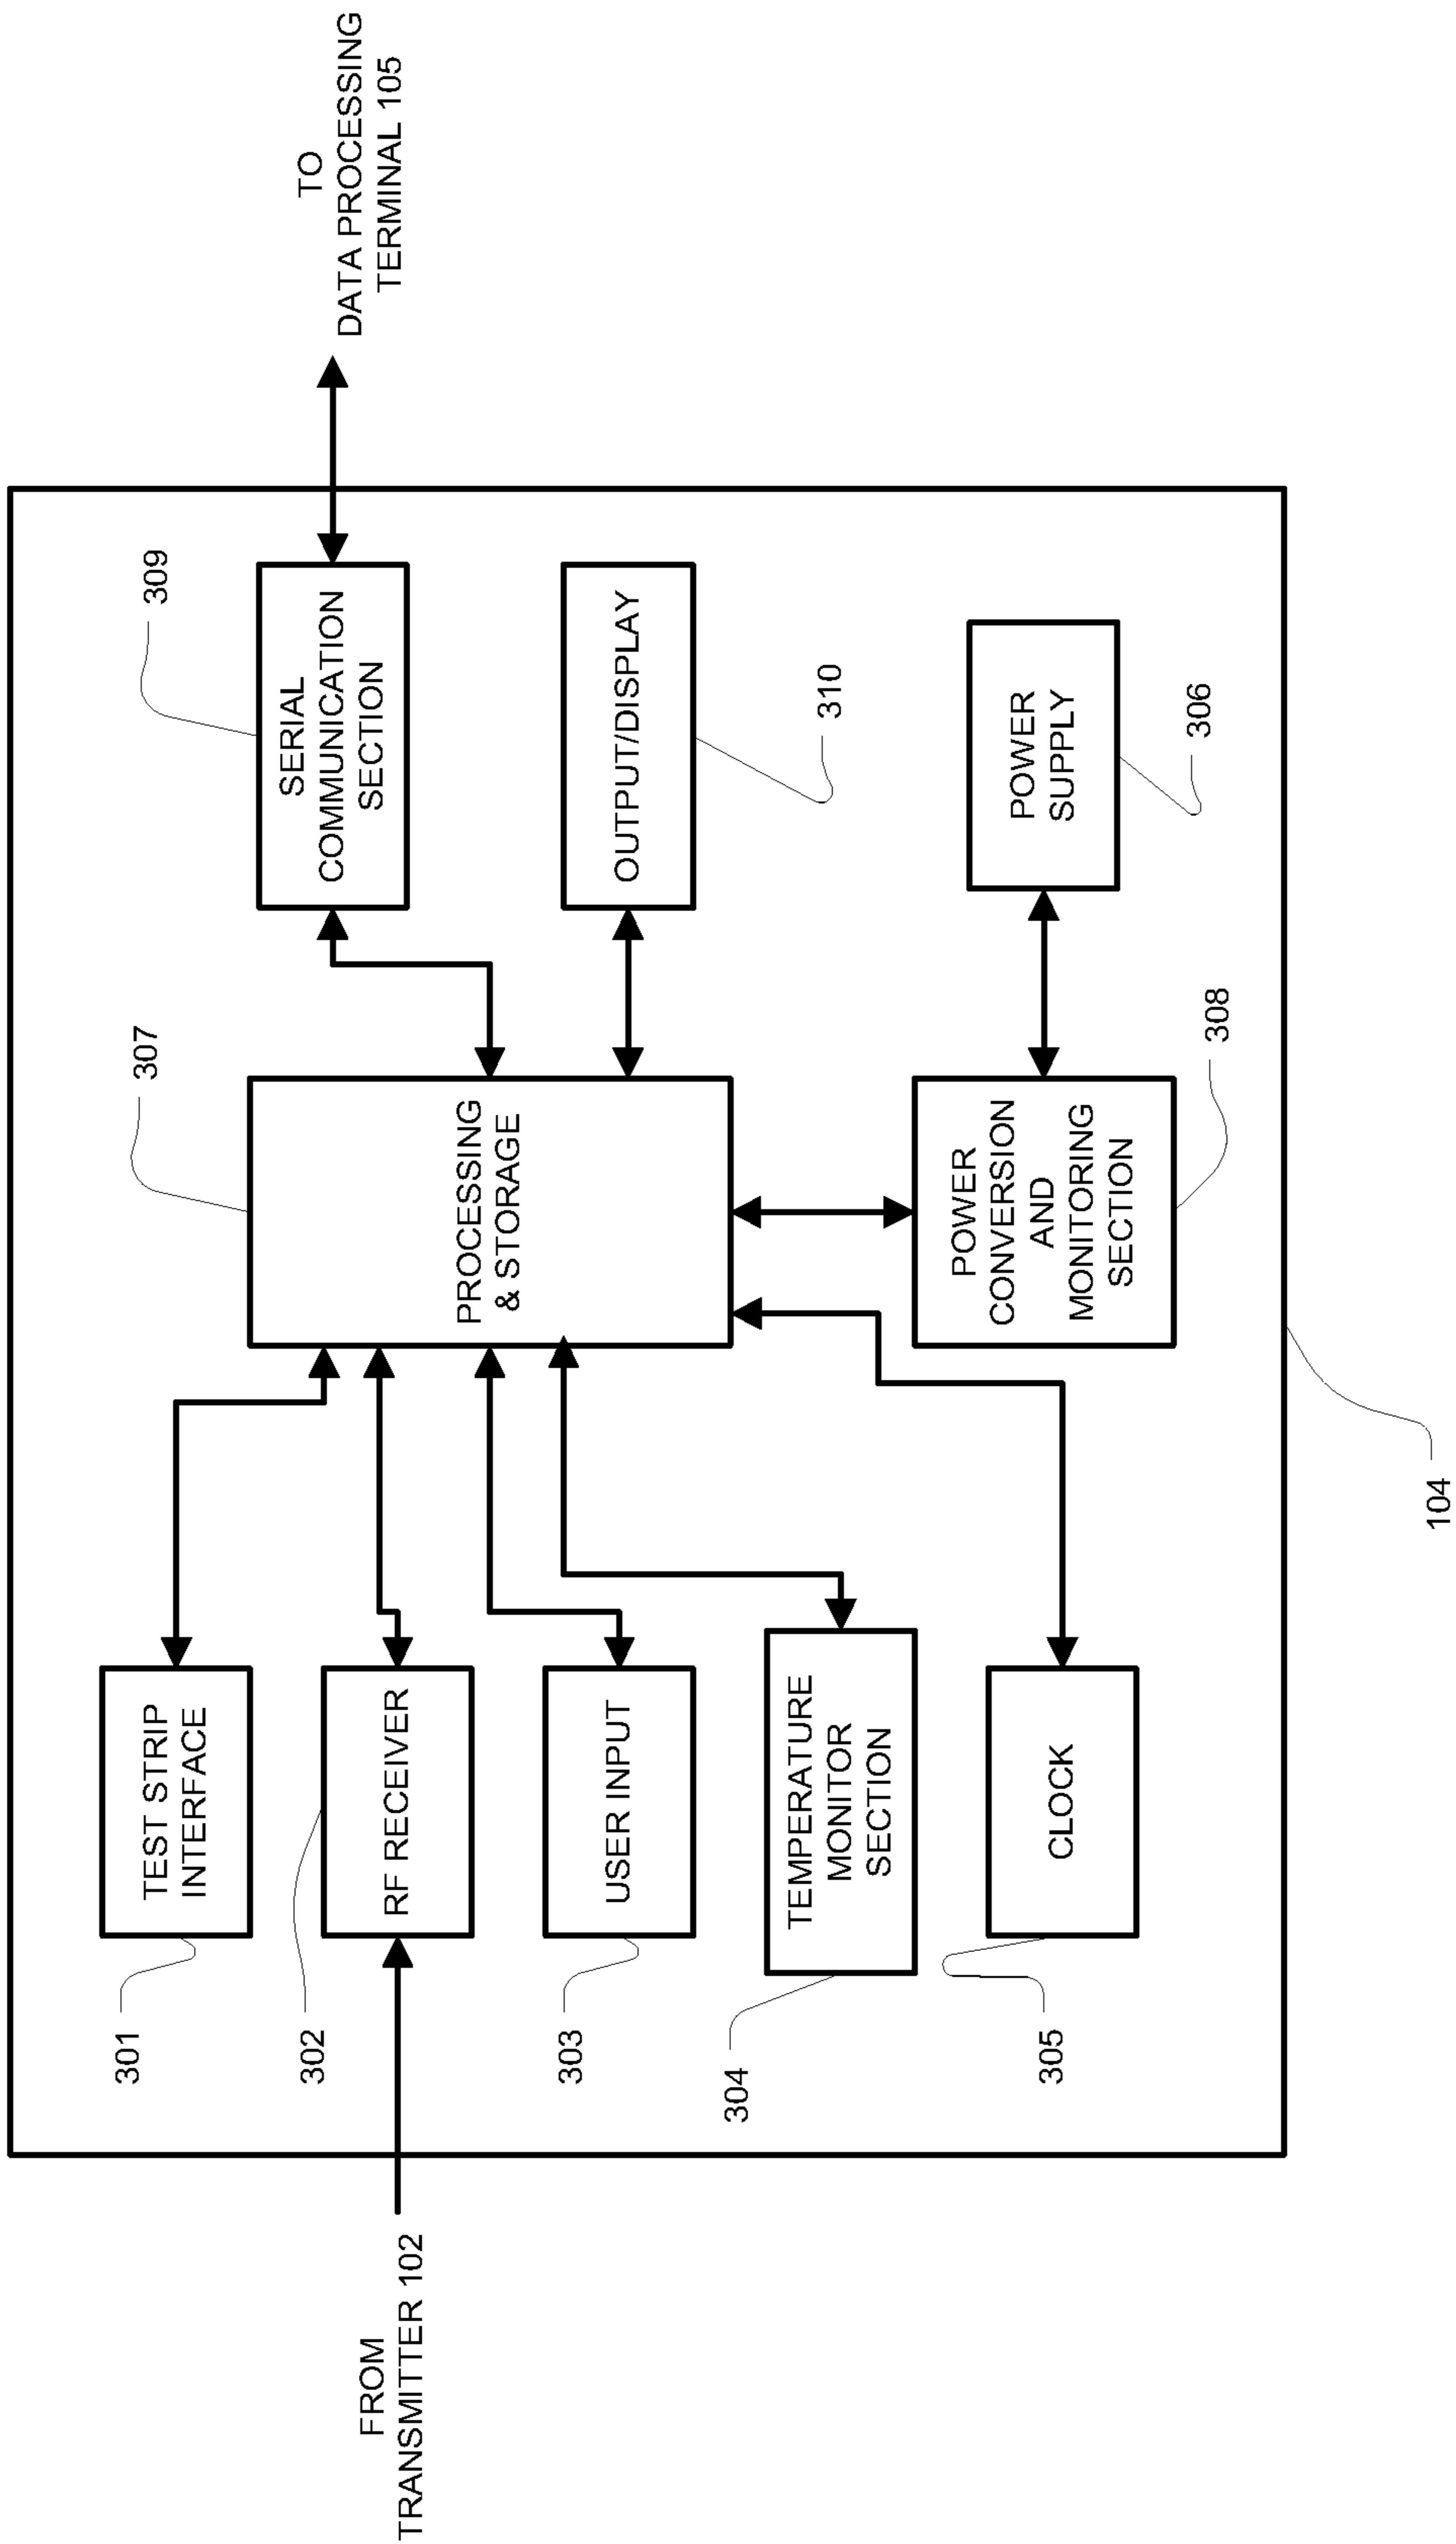 FROM
TRANSMITTER 102
301
TEST STRIP
INTERFACE
302
RF RECEIVER
303
USER INPUT
304
TEMPERATURE
MONITOR
SECTION
305
CLOCK
307
PROCESSING
& STORAGE
POWER
CONVERSION
AND
MONITORING
SECTION
308
309
SERIAL
COMMUNICATION
SECTION
OUTPUT/DISPLAY
310
POWER
SUPPLY
306
TO
DATA PROCESSING
TERMINAL 105
104